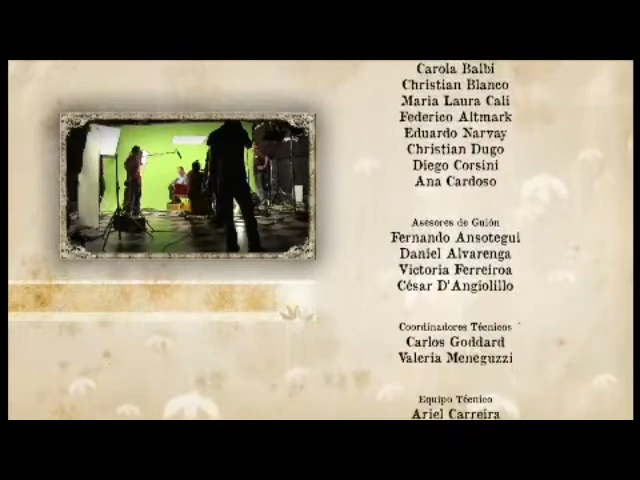 Carola Balbi
Christian Blanco
Maria Laura Cali
Federico Altmark
Eduardo Narvay
Christian Dugo
Diego Corsini
Ana Cardoso
Asesores de Guión
Fernando Ansotegui
Daniel Alvarenga
Victoria Ferreiroa
César D'Angiolillo
Coordinadores Técnicos
Carlos Goddard
Valeria Meneguzzi
Equipo Técnico
Ariel Carreira